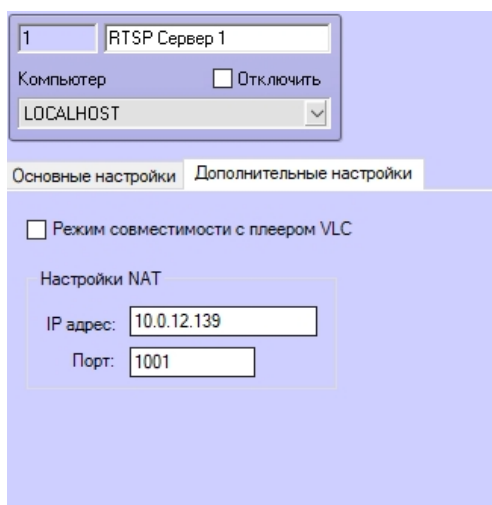 1 RTSP Сервер 1
Компьютер Отключить
LOCALHOST
Основные настройки Дополнительные настройки
Режим совместимости с плеером VLC
Настройки NAT
IP адрес: 10.0.12.139
Порт: 1001